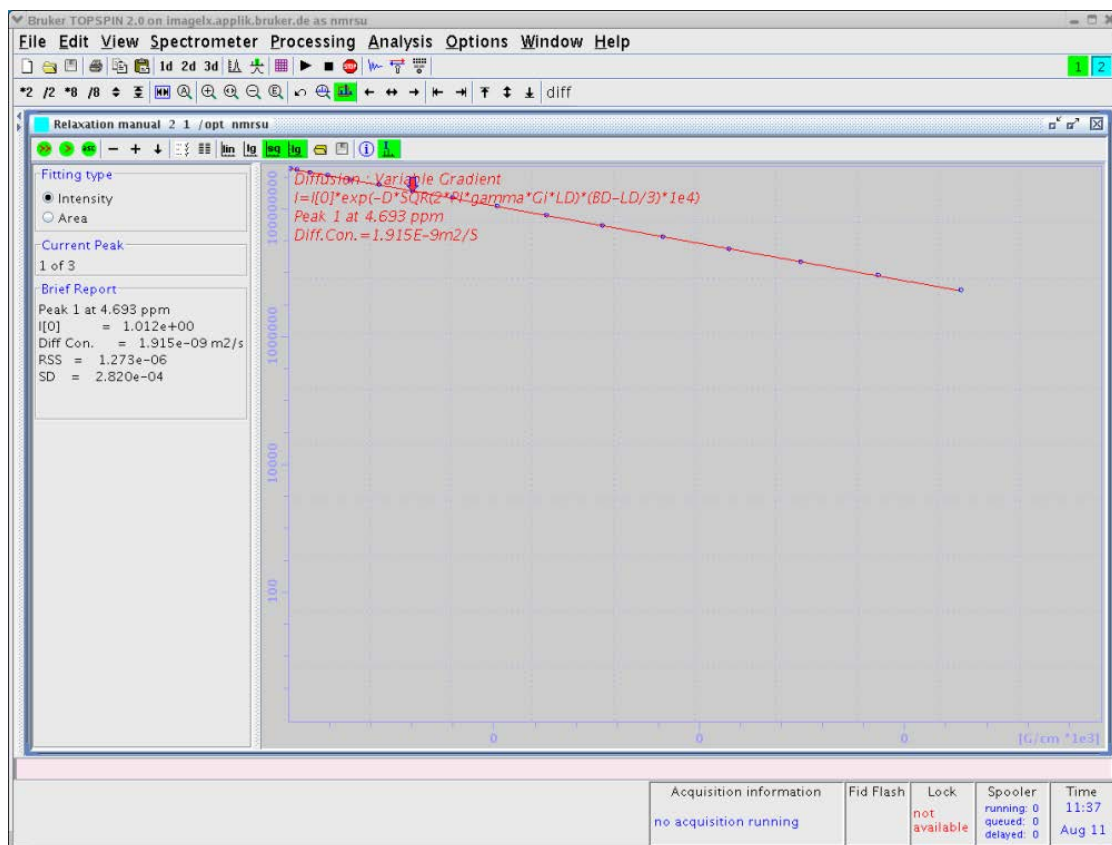 Bruker TOPSPIN 2.0 on imagelx.applik.bruker.de as nmrsu
File Edit View Spectrometer Processing Analysis Options Window Help
1d 2d 3d
1 2
*2 /2 *8 /8 diff
Relaxation manual 2 1 /opt nmrsu
lin lg sq lg
Fitting type
Intensity
Area
Current Peak
1 of 3
Brief Report
Peak 1 at 4.693 ppm
I[0] = 1.012e+00
Diff Con. = 1.915e-09 m2/s
RSS = 1.273e-06
SD = 2.820e-04
Diffusion : Variable Gradient
I=I[0]*exp(-D*SQR(2*PI*gamma*Gi*LD)*(BD-LD/3)*1e4)
Peak 1 at 4.693 ppm
Diff.Con.=1.915E-9m2/S
100000000
1000000
10000
100
0 0 0 [G/cm *1e3]
Acquisition information Fid Flash Lock Spooler Time
no acquisition running
not available
running: 0
queued: 0
delayed: 0
11:37
Aug 11